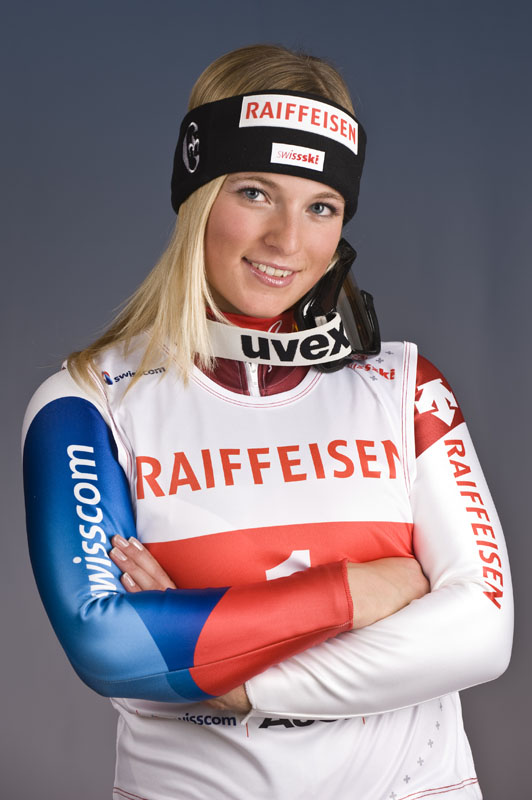 RAIFFEISEN
swissski
uvex
swisscom
RAIFFEISEN
swisscom
RAIFFEISEN
1
swisscom